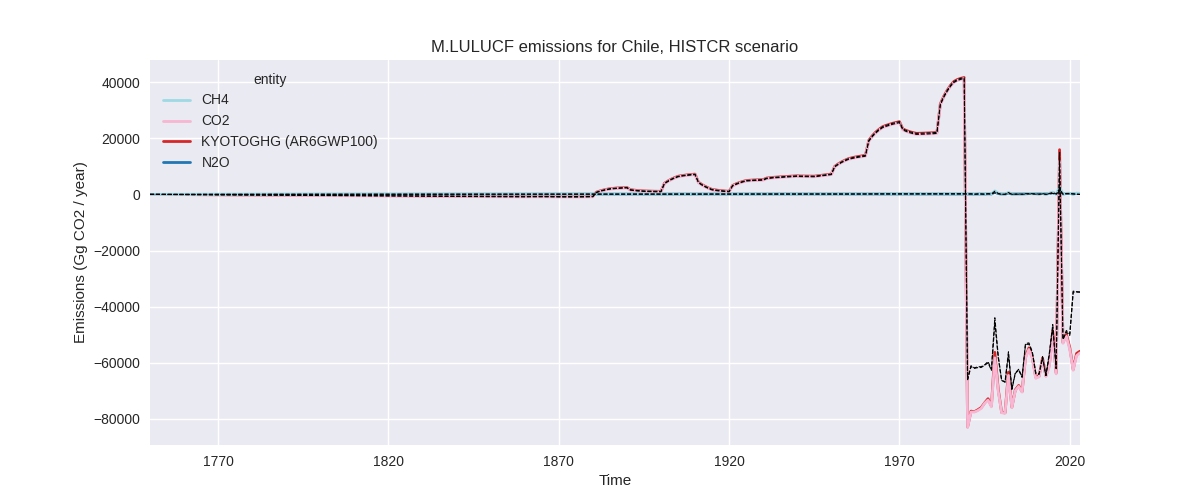 M.LULUCF emissions for Chile, HISTCR scenario
entity
CH4
CO2
KYOTOGHG (AR6GWP100)
N2O
Emissions (Gg CO2 / year)
40000
20000
0
−20000
−40000
−60000
−80000
1770
1820
1870
1920
1970
2020
Time